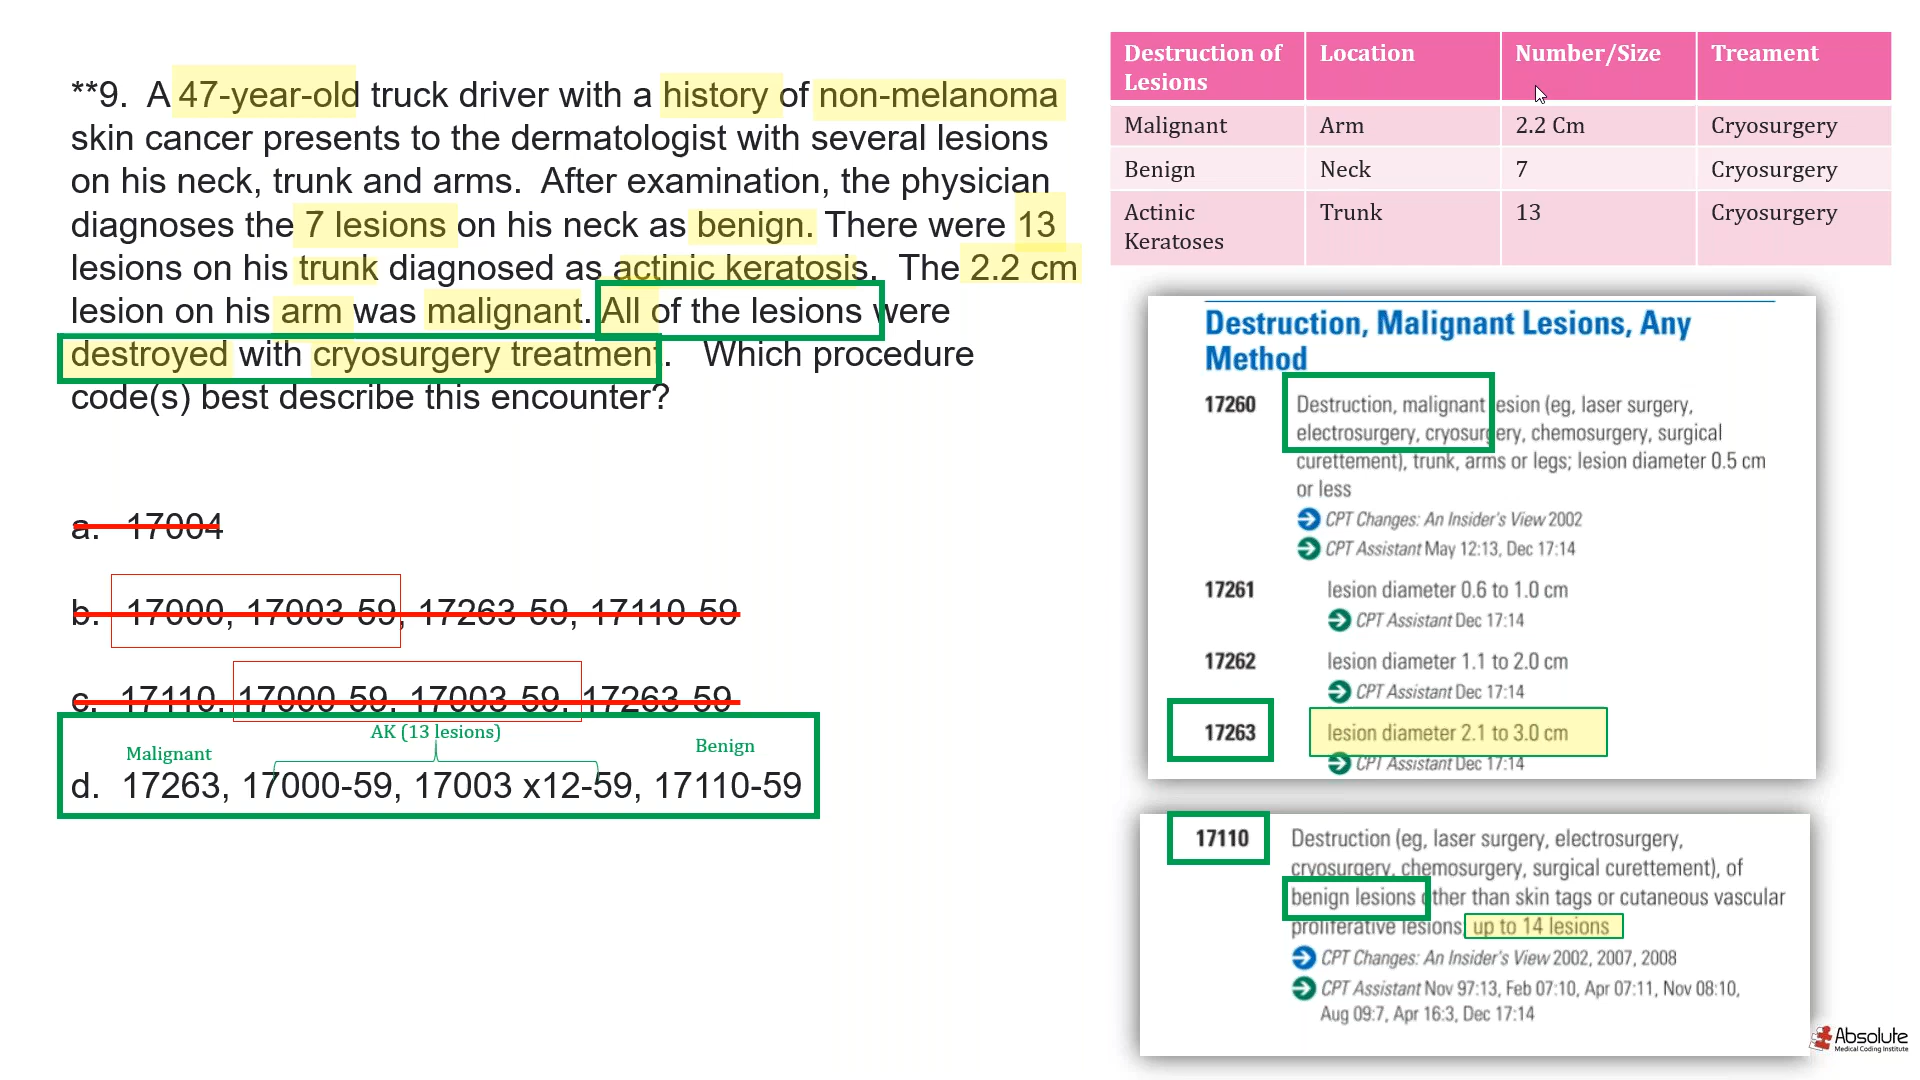 **9. A 47-year-old truck driver with a history of non-melanoma
skin cancer presents to the dermatologist with several lesions
on his neck, trunk and arms. After examination, the physician
diagnoses the 7 lesions on his neck as benign. There were 13
lesions on his trunk diagnosed as actinic keratosis. The 2.2 cm
lesion on his arm was malignant. All of the lesions were
destroyed with cryosurgery treatment. Which procedure
code(s) best describe this encounter?
a. 17004
b. 17000, 17003-59, 17263-59, 17110-59
c. 17110, 17000-59, 17003-59, 17263-59
Malignant
AK (13 lesions)
Benign
d. 17263, 17000-59, 17003 x12-59, 17110-59
Destruction of Lesions Location Number/Size Treament
Malignant Arm 2.2 Cm Cryosurgery
Benign Neck 7 Cryosurgery
Actinic Keratoses Trunk 13 Cryosurgery
Destruction, Malignant Lesions, Any
Method
17260 Destruction, malignant lesion (eg, laser surgery,
electrosurgery, cryosurgery, chemosurgery, surgical
curettement), trunk, arms or legs; lesion diameter 0.5 cm
or less
CPT Changes: An Insider's View 2002
CPT Assistant May 12:13, Dec 17:14
17261 lesion diameter 0.6 to 1.0 cm
CPT Assistant Dec 17:14
17262 lesion diameter 1.1 to 2.0 cm
CPT Assistant Dec 17:14
17263 lesion diameter 2.1 to 3.0 cm
CPT Assistant Dec 17:14
17110 Destruction (eg, laser surgery, electrosurgery,
cryosurgery, chemosurgery, surgical curettement), of
benign lesions other than skin tags or cutaneous vascular
proliferative lesions; up to 14 lesions
CPT Changes: An Insider's View 2002, 2007, 2008
CPT Assistant Nov 97:13, Feb 07:10, Apr 07:11, Nov 08:10,
Aug 09:7, Apr 16:3, Dec 17:14
Absolute
Medical Coding Institute